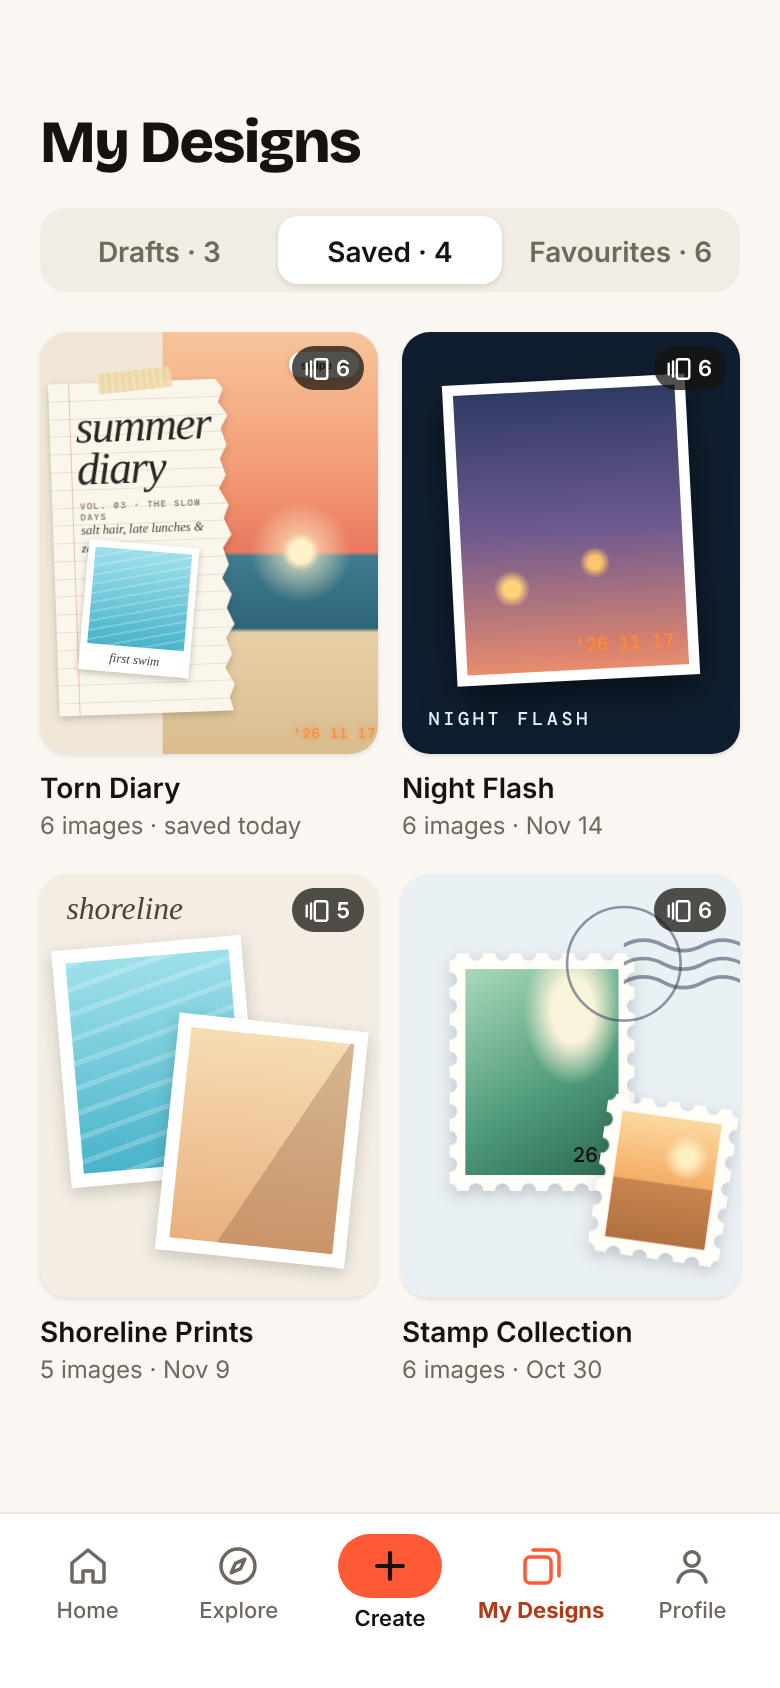 My Designs
Drafts · 3
Saved · 4
Favourites · 6
6
summer
diary
VOL. 03 · THE SLOW
DAYS
salt hair, late lunches &
first swim
'26 11 17
6
'26 11 17
NIGHT FLASH
Torn Diary
6 images · saved today
Night Flash
6 images · Nov 14
shoreline
5
6
26
Shoreline Prints
5 images · Nov 9
Stamp Collection
6 images · Oct 30
Home
Explore
Create
My Designs
Profile